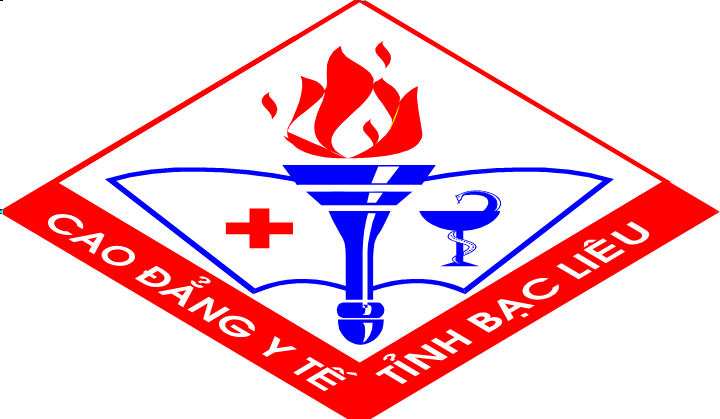 CAO ĐẲNG Y TẾ
TỈNH BẠC LIÊU